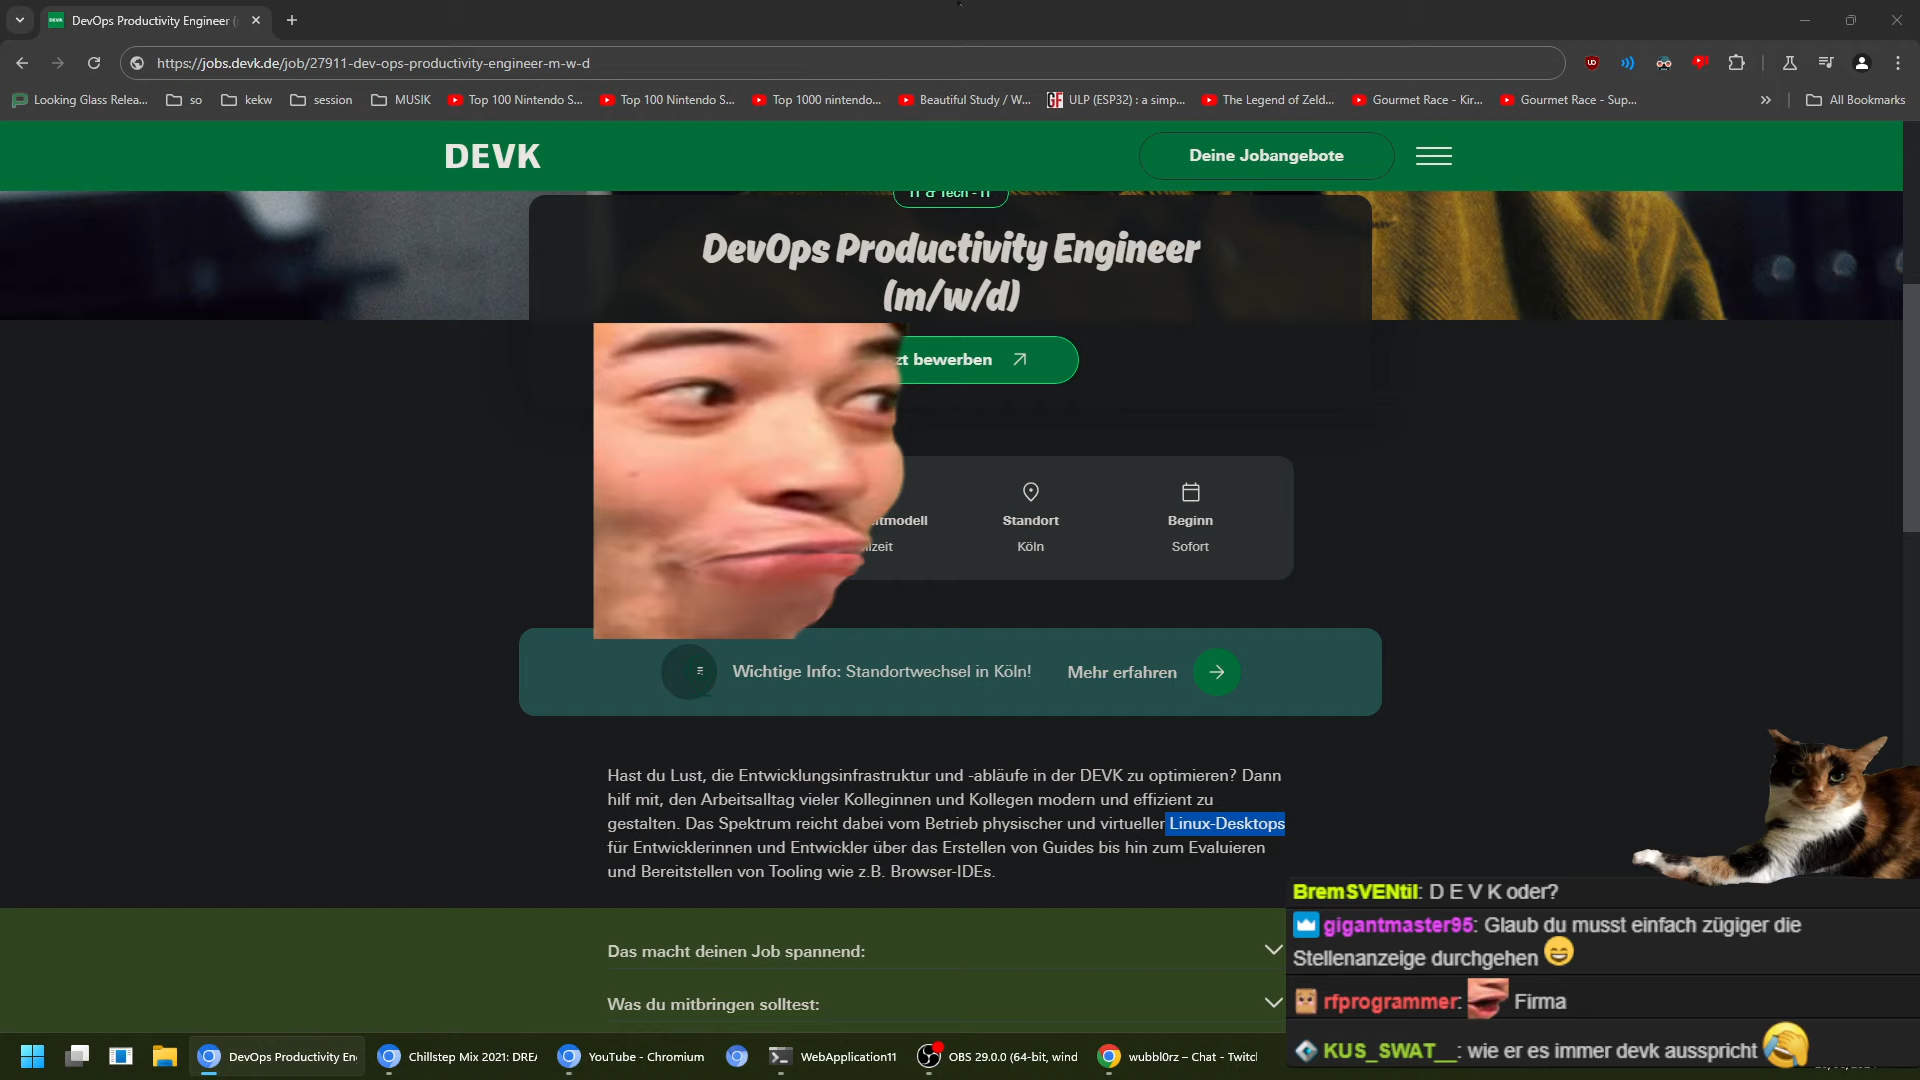 DevOps Productivity Engineer (
https://jobs.devk.de/job/27911-dev-ops-productivity-engineer-m-w-d
Looking Glass Relea... so kekw session MUSIK Top 100 Nintendo S... Top 100 Nintendo S... Top 1000 nintendo... Beautiful Study / W... GF ULP (ESP32) : a simp... The Legend of Zeld... Gourmet Race - Kir... Gourmet Race - Sup... » All Bookmarks
DEVK
Deine Jobangebote
IT & Tech - IT
DevOps Productivity Engineer
(m/w/d)
zt bewerben
itmodell
Standort
Beginn
lzeit
Köln
Sofort
Wichtige Info: Standortwechsel in Köln!
Mehr erfahren
Hast du Lust, die Entwicklungsinfrastruktur und -abläufe in der DEVK zu optimieren? Dann
hilf mit, den Arbeitsalltag vieler Kolleginnen und Kollegen modern und effizient zu
gestalten. Das Spektrum reicht dabei vom Betrieb physischer und virtueller Linux-Desktops
für Entwicklerinnen und Entwickler über das Erstellen von Guides bis hin zum Evaluieren
und Bereitstellen von Tooling wie z.B. Browser-IDEs.
Das macht deinen Job spannend:
Was du mitbringen solltest:
BremSVENtil: D E V K oder?
gigantmaster95: Glaub du musst einfach zügiger die
Stellenanzeige durchgehen
rfprogrammer: Firma
KUS_SWAT__: wie er es immer devk ausspricht
DevOps Productivity En Chillstep Mix 2021: DREA YouTube - Chromium WebApplication11 OBS 29.0.0 (64-bit, wind wubbl0rz – Chat - Twitcl